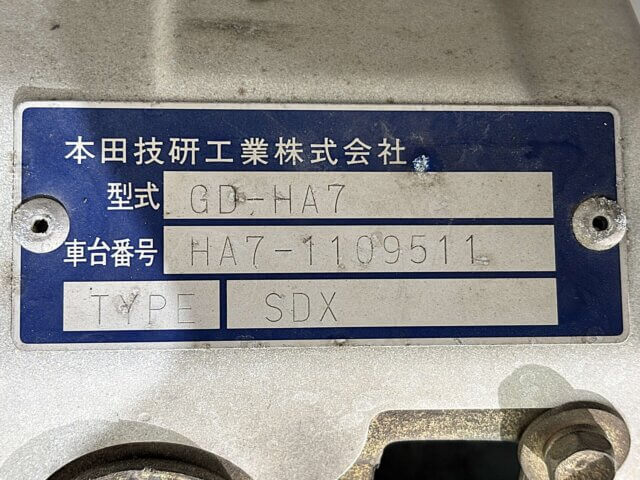 本田技研工業株式会社
型式 GD-HA7
車台番号 HA7-1109511
TYPE SDX